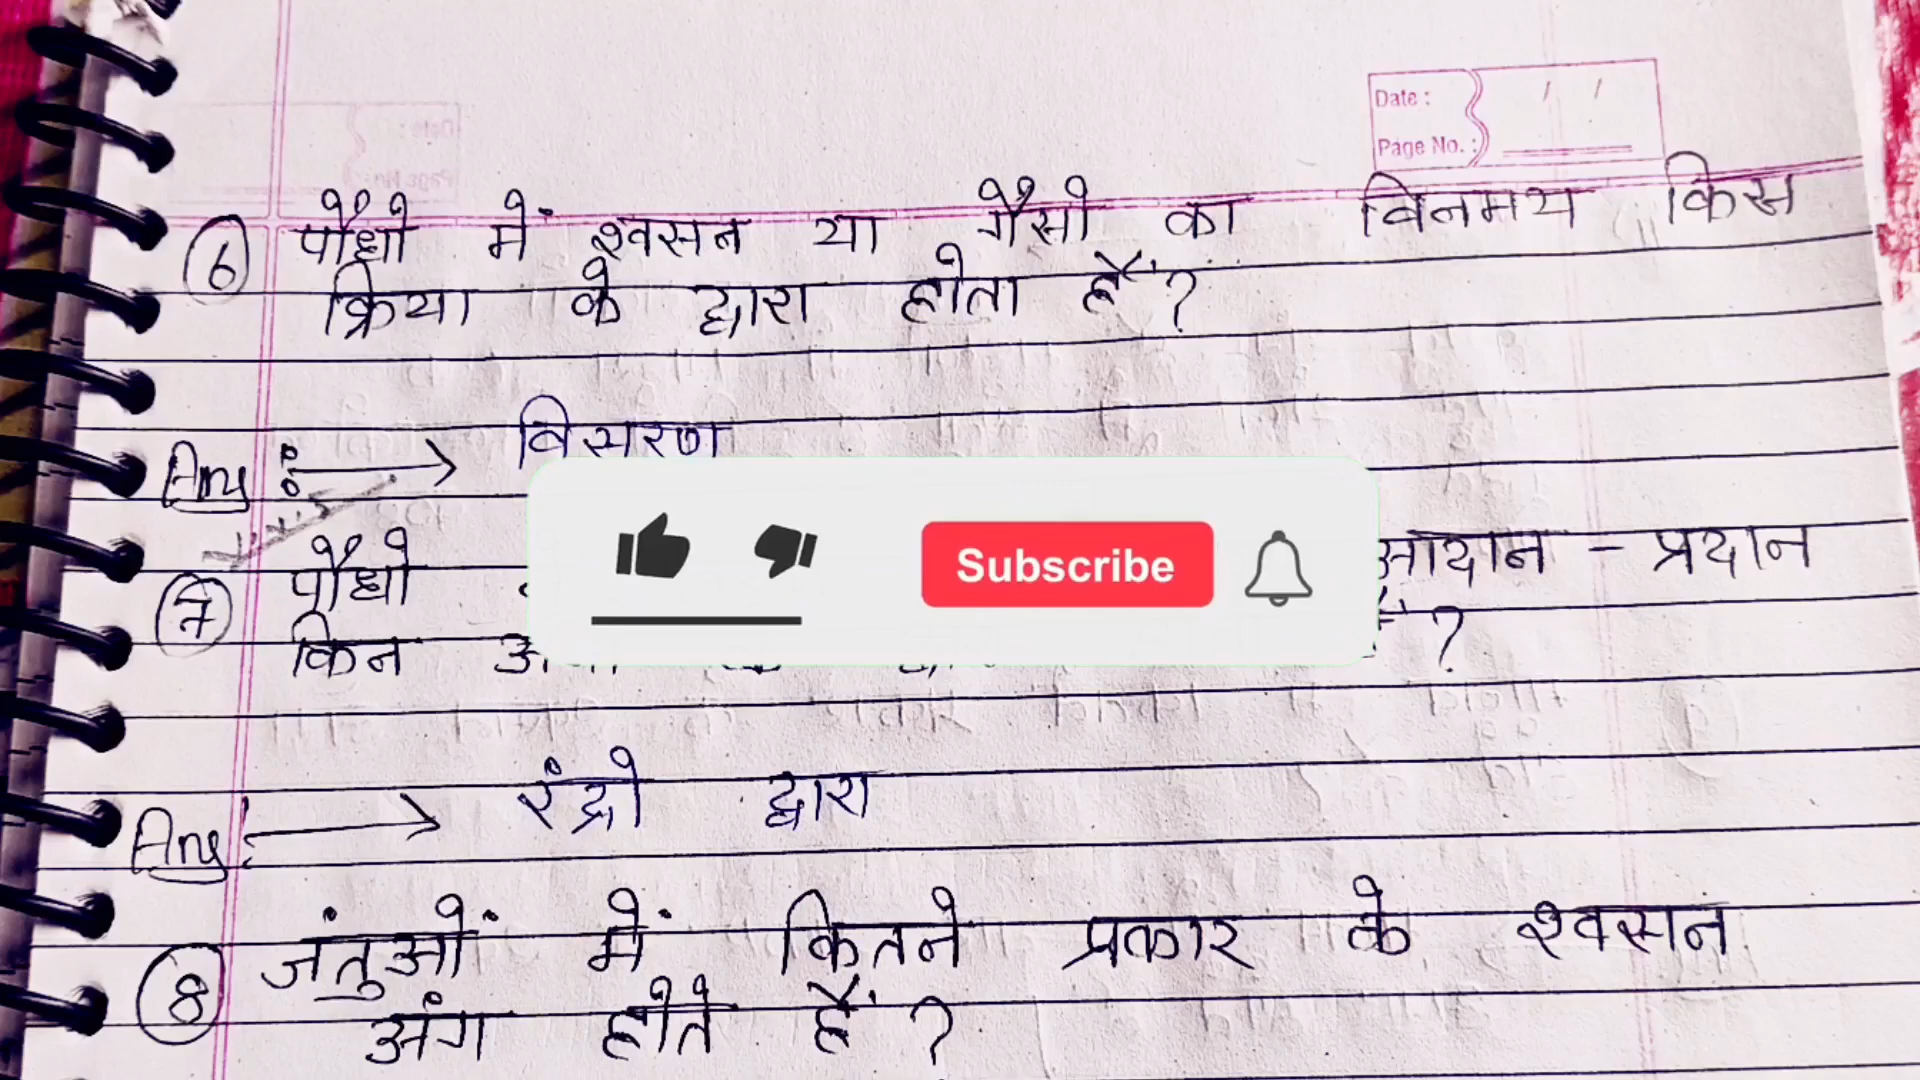 Date : / /
Page No. :
6 पौधो में श्वसन या गैसो का विनमय किस
क्रिया के द्वारा होता है ?
Ans : → विसरण
Subscribe
7 पौधो आदान - प्रदान
किन ?
Ans : → रंद्रो द्वारा
8 जंतुओं में कितने प्रकार के श्वसन
अंग होते हैं ?